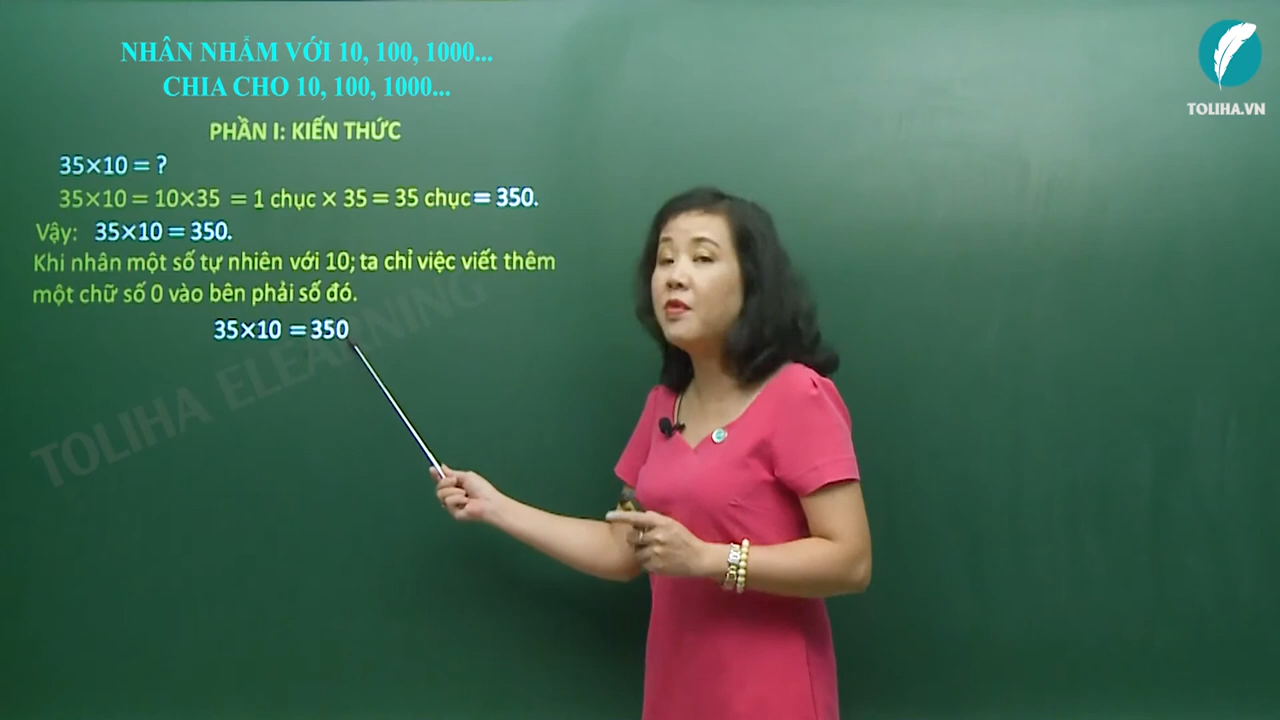 NHÂN NHẨM VỚI 10, 100, 1000...
CHIA CHO 10, 100, 1000...
TOLIHA.VN
PHẦN I: KIẾN THỨC
35×10 = ?
35×10 = 10×35 = 1 chục × 35 = 35 chục = 350.
Vậy: 35×10 = 350.
Khi nhân một số tự nhiên với 10; ta chỉ việc viết thêm
một chữ số 0 vào bên phải số đó.
35×10 = 350
TOLIHA ELEARNING